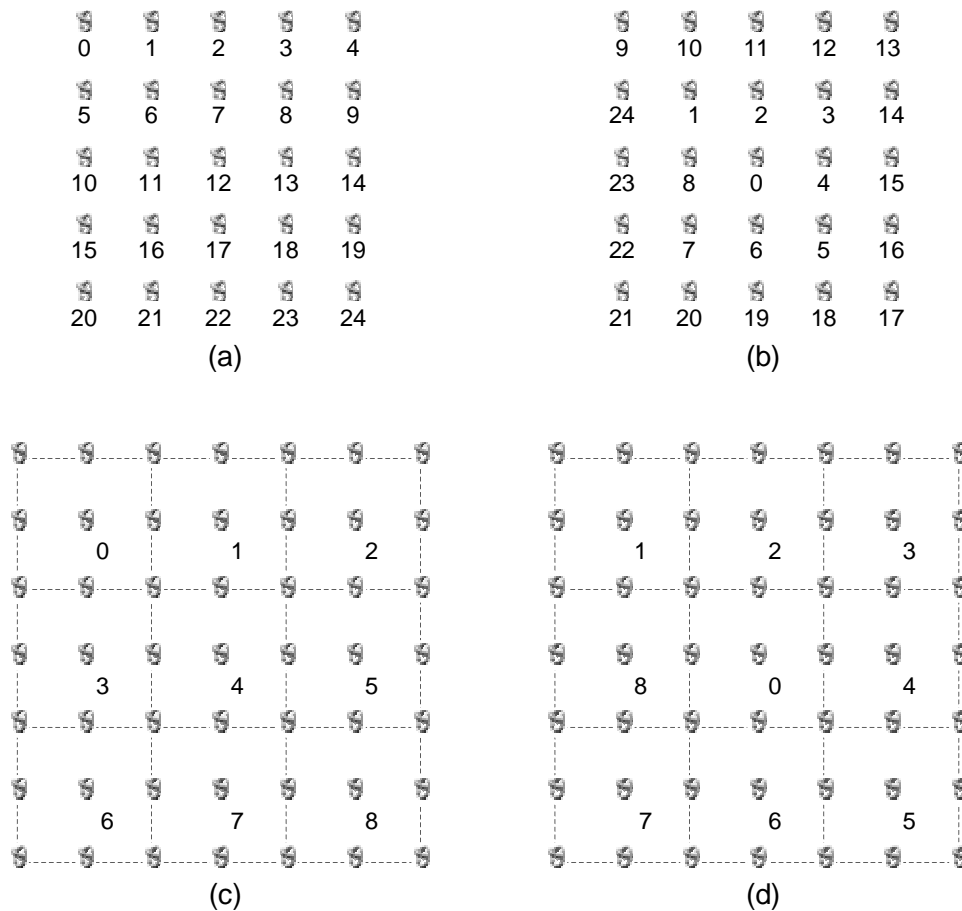 0 1 2 3 4
5 6 7 8 9
10 11 12 13 14
15 16 17 18 19
20 21 22 23 24
(a)
9 10 11 12 13
24 1 2 3 14
23 8 0 4 15
22 7 6 5 16
21 20 19 18 17
(b)
0 1 2
3 4 5
6 7 8
(c)
1 2 3
8 0 4
7 6 5
(d)